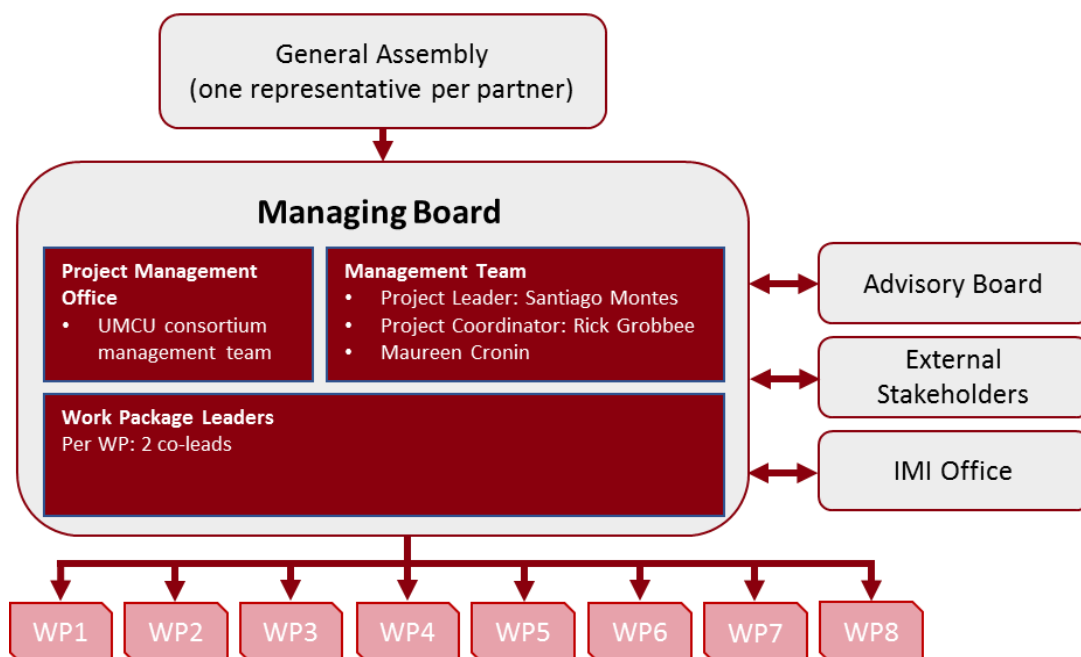 General Assembly
(one representative per partner)
Managing Board
Project Management
Office
• UMCU consortium
management team
Management Team
• Project Leader: Santiago Montes
• Project Coordinator: Rick Grobbee
• Maureen Cronin
Work Package Leaders
Per WP: 2 co-leads
Advisory Board
External
Stakeholders
IMI Office
WP1
WP2
WP3
WP4
WP5
WP6
WP7
WP8